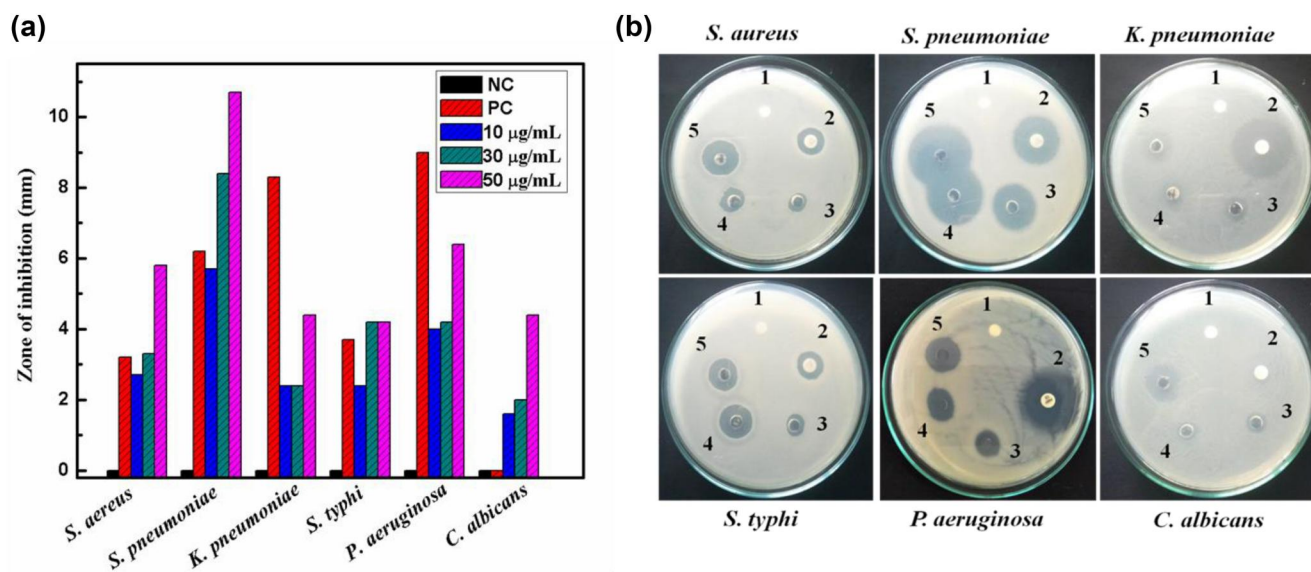 (a)
Zone of inhibition (mm)
10
8
6
4
2
0
NC
PC
10 µg/mL
30 µg/mL
50 µg/mL
S. aereus
S. pneumoniae
K. pneumoniae
S. typhi
P. aeruginosa
C. albicans
(b)
S. aureus
1
2
3
4
5
S. pneumoniae
1
2
3
4
5
K. pneumoniae
1
2
3
4
5
1
2
3
4
5
S. typhi
1
2
3
4
5
P. aeruginosa
1
2
3
4
5
C. albicans